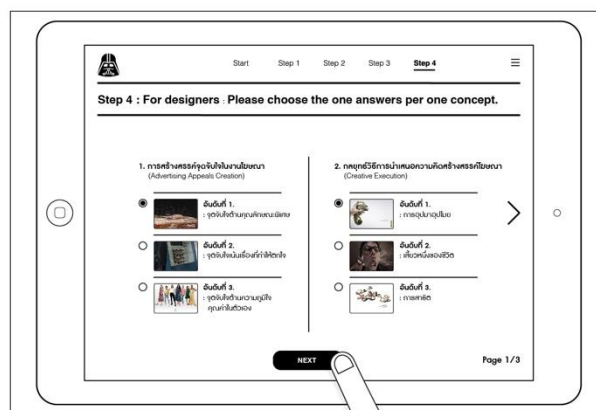 Start Step 1 Step 2 Step 3 Step 4
Step 4 : For designers : Please choose the one answers per one concept.
1. การสร้างสรรค์จุดจับใจในงานโฆษณา
(Advertising Appeals Creation)
อันดับที่ 1.
: จุดจับใจด้านคุณลักษณะพิเศษ
อันดับที่ 2.
: จุดจับใจเน้นเรื่องที่ทำให้ตกใจ
อันดับที่ 3.
: จุดจับใจด้านความภูมิใจ
คุณค่าในตัวเอง
2. กลยุทธ์วิธีการนำเสนอความคิดสร้างสรรค์โฆษณา
(Creative Execution)
อันดับที่ 1.
: การอุปมาอุปไมย
อันดับที่ 2.
: เสี้ยวหนึ่งของชีวิต
อันดับที่ 3.
: การสาธิต
NEXT
Page 1/3